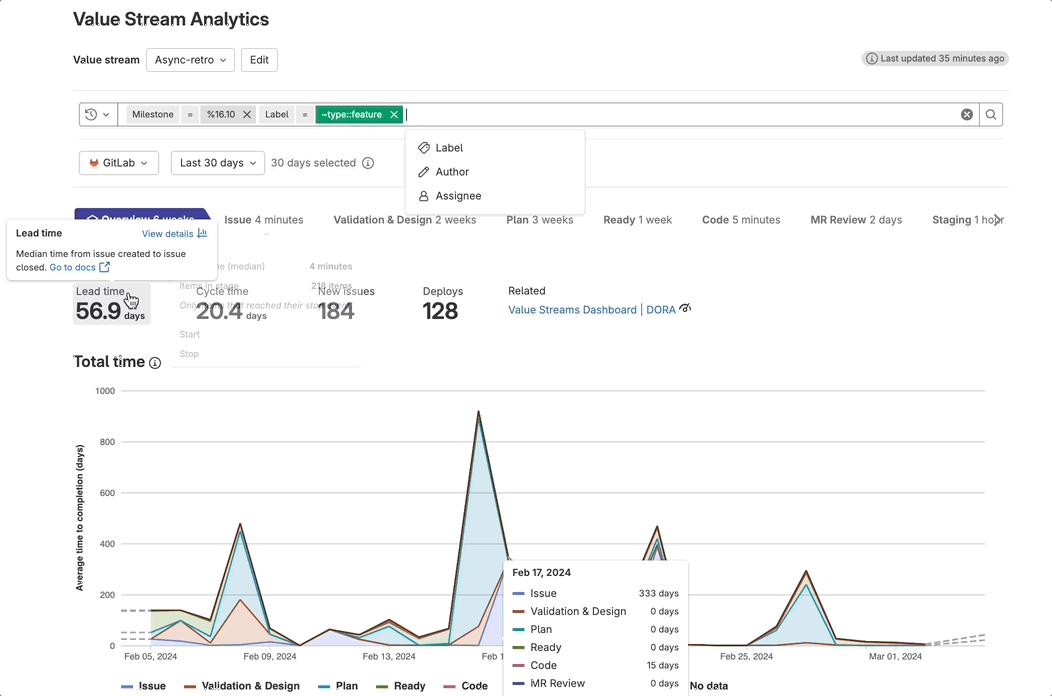 Value Stream Analytics
Value stream Async-retro Edit Last updated 35 minutes ago
Milestone = %16.10 Label = ~type::feature
Label
Author
Assignee
GitLab Last 30 days 30 days selected
Overview 6 weeks Issue 4 minutes Validation & Design 2 weeks Plan 3 weeks Ready 1 week Code 5 minutes MR Review 2 days Staging 1 hour
Lead time View details
Median time from issue created to issue
closed. Go to docs
(median) 4 minutes
Items in stage items
Lead time Cycle time New issues Deploys Related
that reached their
56.9 days 20.4 days 184 128 Value Streams Dashboard | DORA
Start
Stop
Total time
Average time to completion (days)
1000
800
600
400
200
0
Feb 05, 2024 Feb 09, 2024 Feb 13, 2024 Feb 1 Feb 25, 2024 Mar 01, 2024
Feb 17, 2024
Issue 333 days
Validation & Design 0 days
Plan 0 days
Ready 0 days
Code 15 days
MR Review 0 days
Issue Validation & Design Plan Ready Code No data